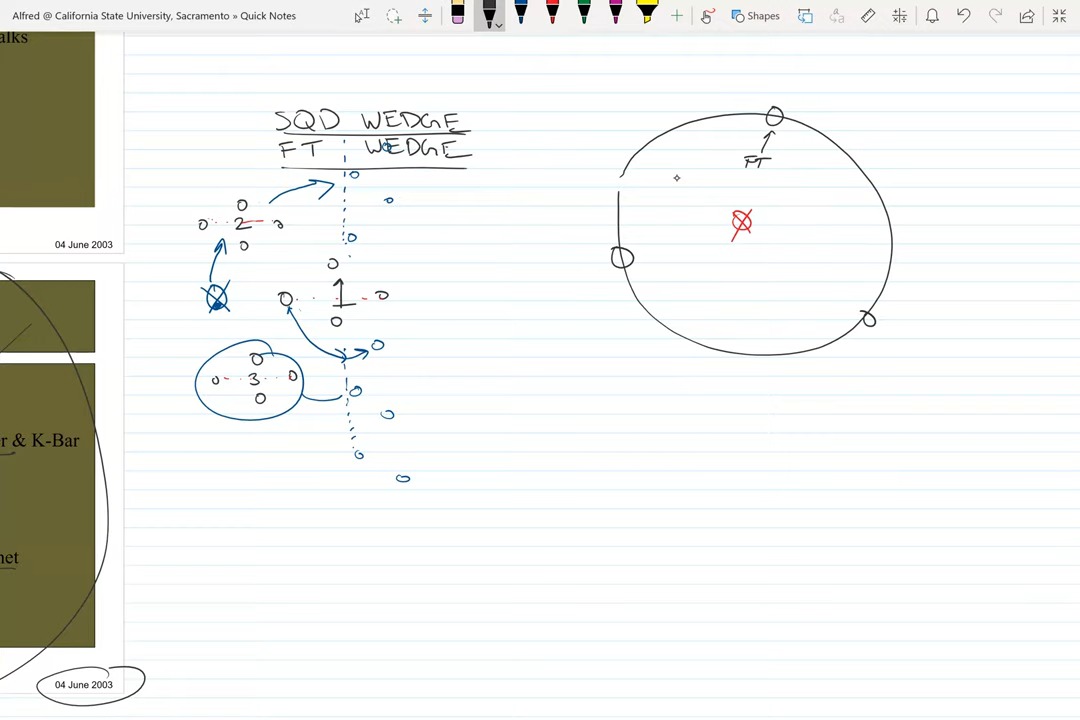 Alfred @ California State University, Sacramento » Quick Notes
Shapes
alks
04 June 2003
r & K-Bar
net
04 June 2003
SQD WEDGE
FT WEDGE
2
1
3
FT